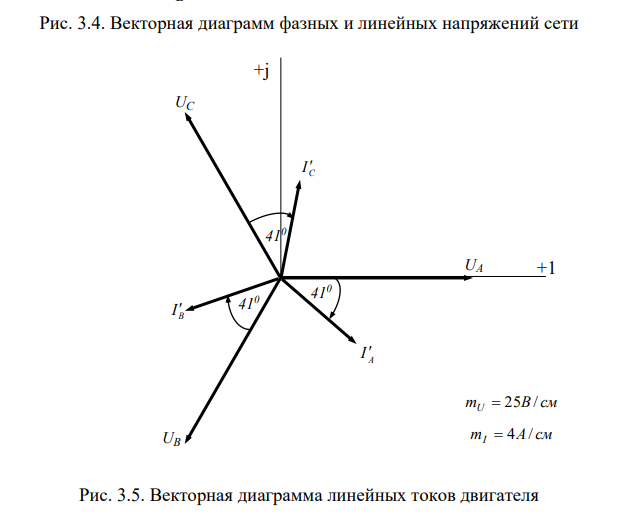 Рис. 3.4. Векторная диаграмм фазных и линейных напряжений сети
+j
U_C
I'_C
41⁰
U_A
+1
41⁰
I'_B
41⁰
I'_A
m_U = 25В/см
m_I = 4А/см
U_B
Рис. 3.5. Векторная диаграмма линейных токов двигателя